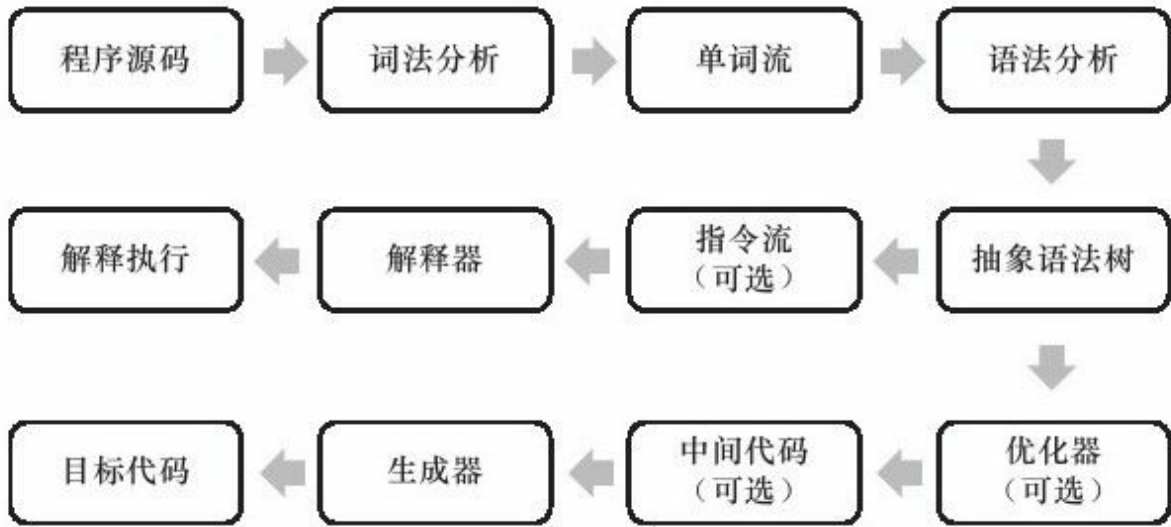 程序源码
词法分析
单词流
语法分析
解释执行
解释器
指令流
（可选）
抽象语法树
目标代码
生成器
中间代码
（可选）
优化器
（可选）